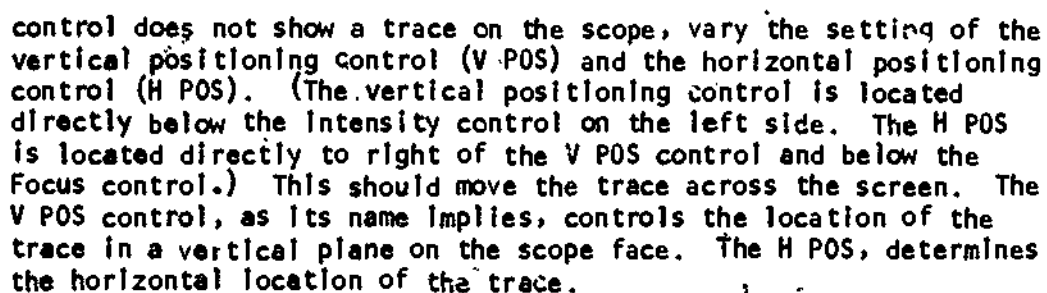 control does not show a trace on the scope, vary the setting of the
vertical positioning control (V POS) and the horizontal positioning
control (H POS). (The vertical positioning control is located
directly below the intensity control on the left side. The H POS
is located directly to right of the V POS control and below the
Focus control.) This should move the trace across the screen. The
V POS control, as its name implies, controls the location of the
trace in a vertical plane on the scope face. The H POS, determines
the horizontal location of the trace.